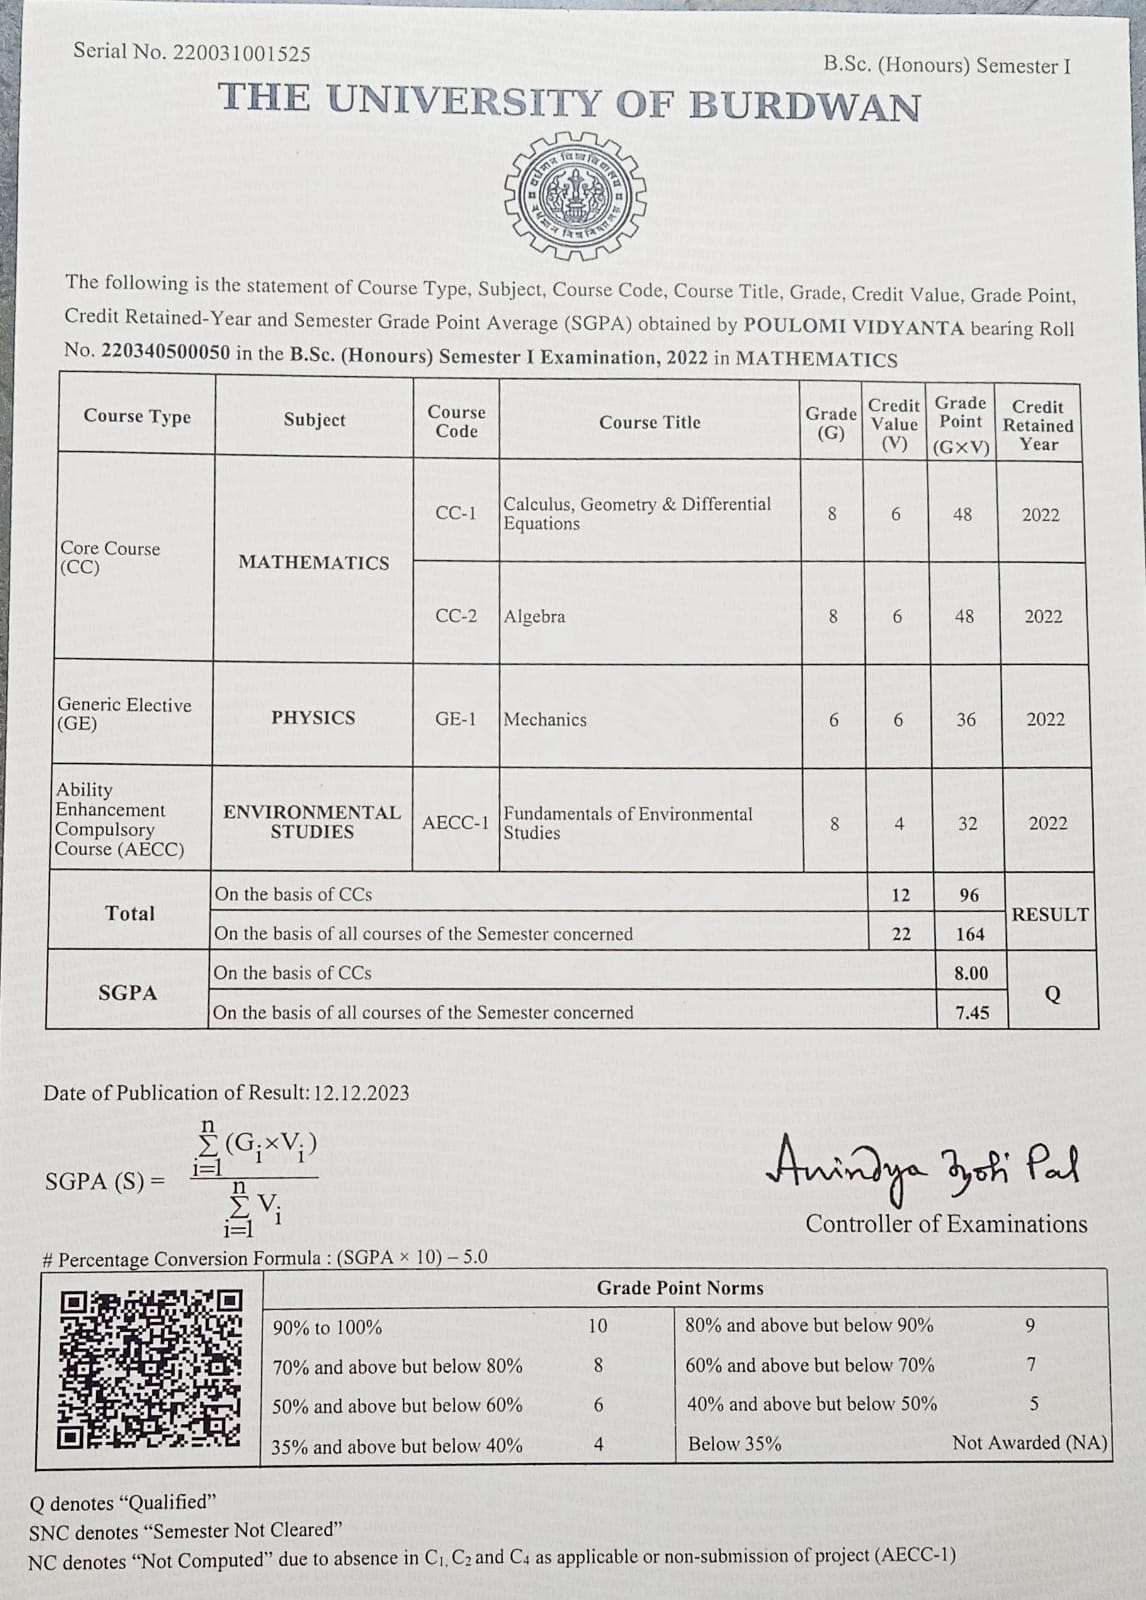 Serial No. 220031001525
B.Sc. (Honours) Semester I
THE UNIVERSITY OF BURDWAN
The following is the statement of Course Type, Subject, Course Code, Course Title, Grade, Credit Value, Grade Point,
Credit Retained-Year and Semester Grade Point Average (SGPA) obtained by POULOMI VIDYANTA bearing Roll
No. 220340500050 in the B.Sc. (Honours) Semester I Examination, 2022 in MATHEMATICS
Course Type Subject Course Code Course Title Grade (G) Credit Value (V) Grade Point (G×V) Credit Retained Year
Core Course (CC) MATHEMATICS
CC-1 Calculus, Geometry & Differential Equations 8 6 48 2022
CC-2 Algebra 8 6 48 2022
Generic Elective (GE) PHYSICS GE-1 Mechanics 6 6 36 2022
Ability Enhancement Compulsory Course (AECC) ENVIRONMENTAL STUDIES AECC-1 Fundamentals of Environmental Studies 8 4 32 2022
Total
On the basis of CCs 12 96
On the basis of all courses of the Semester concerned 22 164
RESULT
SGPA
On the basis of CCs 8.00
On the basis of all courses of the Semester concerned 7.45
Q
Date of Publication of Result: 12.12.2023
SGPA (S) = n Σ i=1 (Gi×Vi) n Σ i=1 Vi
Anindya Jyoti Pal
Controller of Examinations
# Percentage Conversion Formula : (SGPA × 10) – 5.0
Grade Point Norms
90% to 100% 10 80% and above but below 90% 9
70% and above but below 80% 8 60% and above but below 70% 7
50% and above but below 60% 6 40% and above but below 50% 5
35% and above but below 40% 4 Below 35% Not Awarded (NA)
Q denotes “Qualified”
SNC denotes “Semester Not Cleared”
NC denotes “Not Computed” due to absence in C1, C2 and C4 as applicable or non-submission of project (AECC-1)